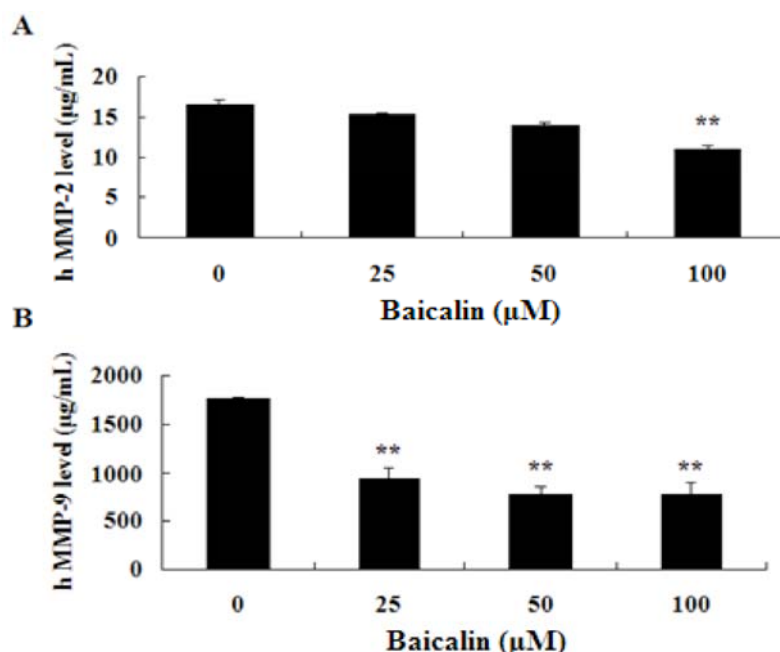 A
h MMP-2 level (µg/mL)
20
15
10
5
0
**
0 25 50 100
Baicalin (µM)
B
h MMP-9 level (µg/mL)
2000
1500
1000
500
0
** ** **
0 25 50 100
Baicalin (µM)